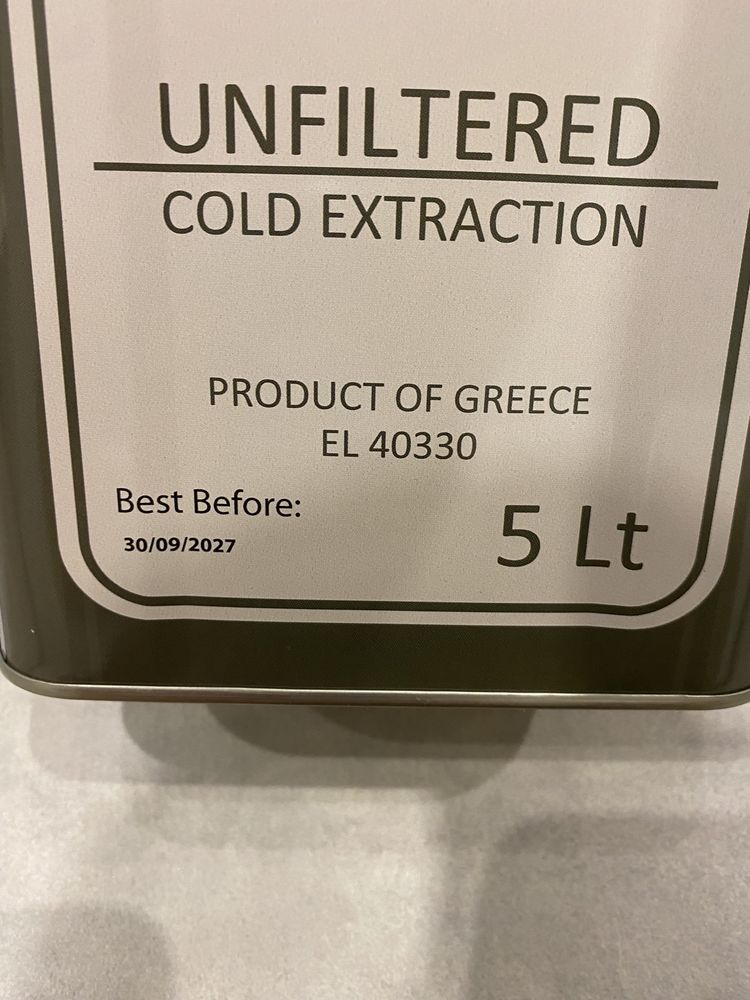 UNFILTERED
COLD EXTRACTION
PRODUCT OF GREECE
EL 40330
Best Before:
30/09/2027
5 Lt